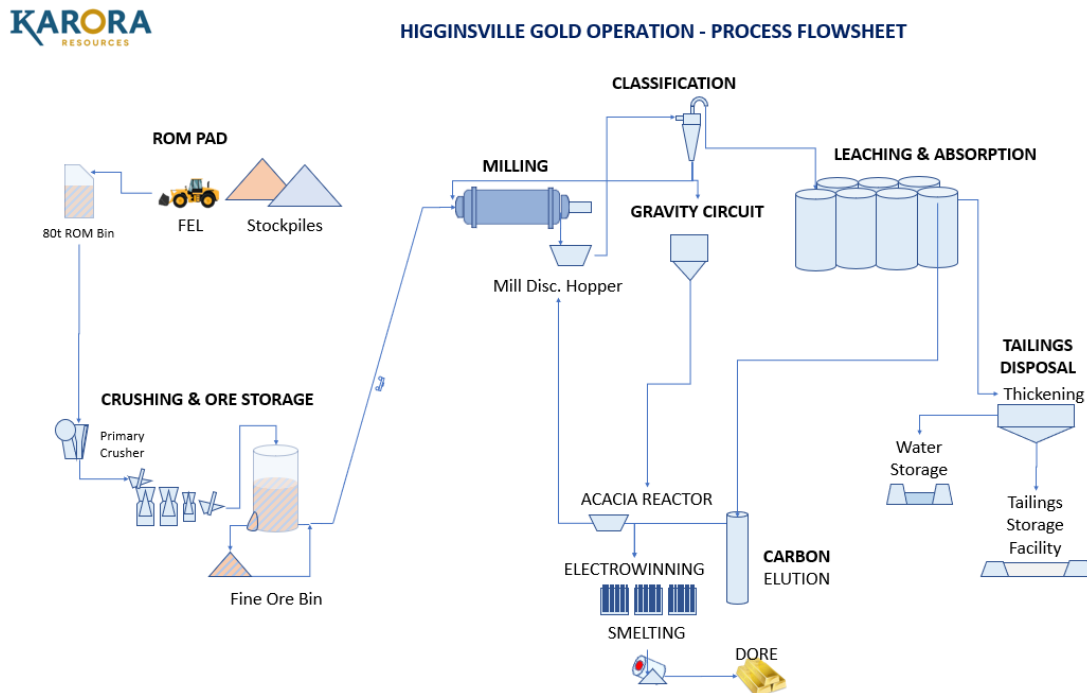 KARORA
RESOURCES
HIGGINSVILLE GOLD OPERATION - PROCESS FLOWSHEET
CLASSIFICATION
ROM PAD
MILLING
LEACHING & ABSORPTION
80t ROM Bin
FEL
Stockpiles
GRAVITY CIRCUIT
Mill Disc. Hopper
TAILINGS
DISPOSAL
Thickening
CRUSHING & ORE STORAGE
Primary
Crusher
Water
Storage
ACACIA REACTOR
Tailings
Storage
Facility
CARBON
ELUTION
ELECTROWINNING
Fine Ore Bin
SMELTING
DORE